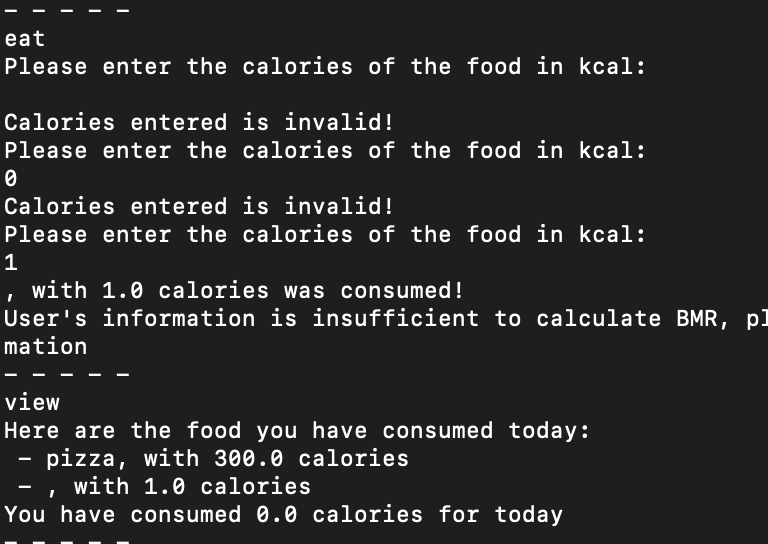 – – – – –
eat
Please enter the calories of the food in kcal:

Calories entered is invalid!
Please enter the calories of the food in kcal:
0
Calories entered is invalid!
Please enter the calories of the food in kcal:
1
, with 1.0 calories was consumed!
User's information is insufficient to calculate BMR, pl
mation
– – – – –
view
Here are the food you have consumed today:
 – pizza, with 300.0 calories
 – , with 1.0 calories
You have consumed 0.0 calories for today
– – – – –